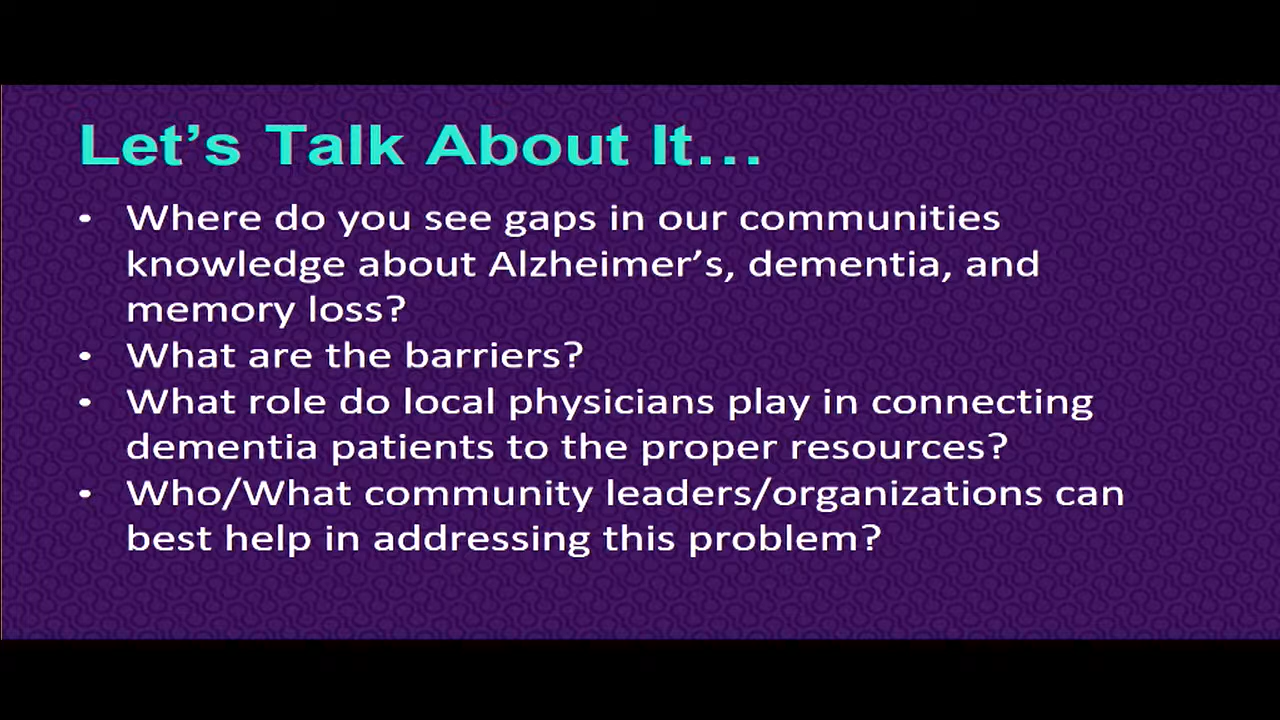 Let’s Talk About It...
• Where do you see gaps in our communities
knowledge about Alzheimer’s, dementia, and
memory loss?
• What are the barriers?
• What role do local physicians play in connecting
dementia patients to the proper resources?
• Who/What community leaders/organizations can
best help in addressing this problem?